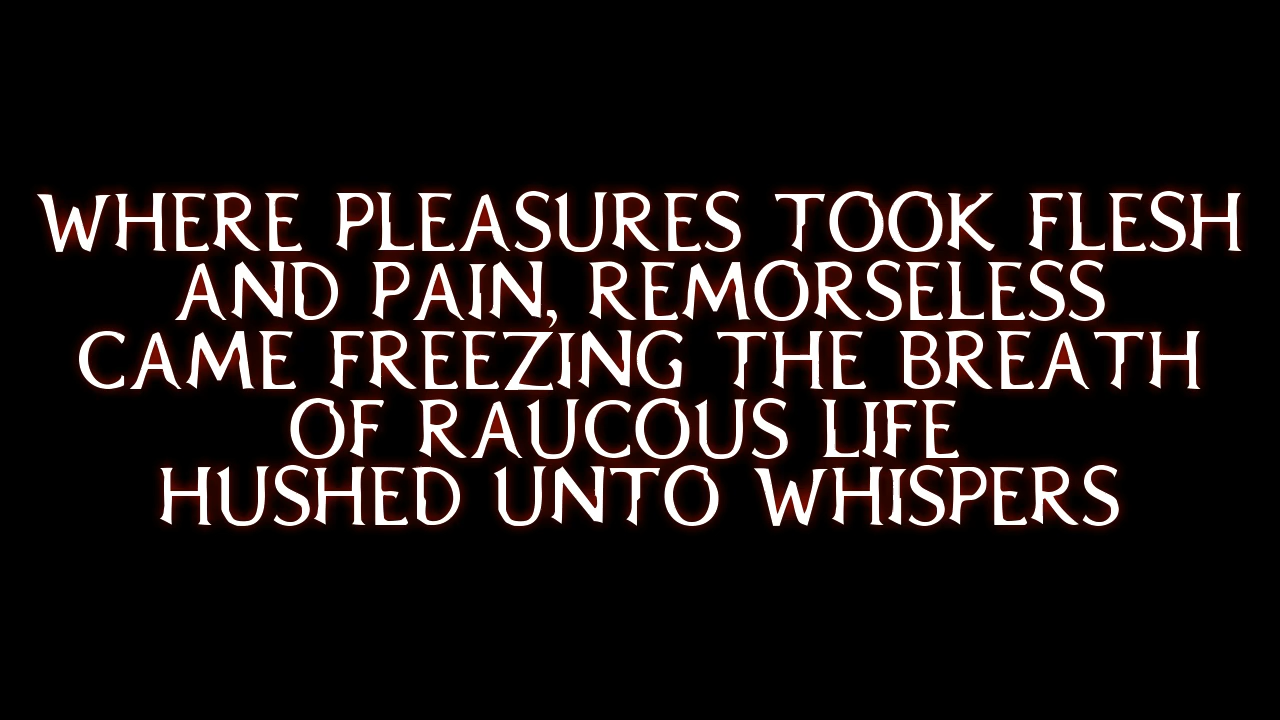 WHERE PLEASURES TOOK FLESH
AND PAIN, REMORSELESS
CAME FREEZING THE BREATH
OF RAUCOUS LIFE
HUSHED UNTO WHISPERS